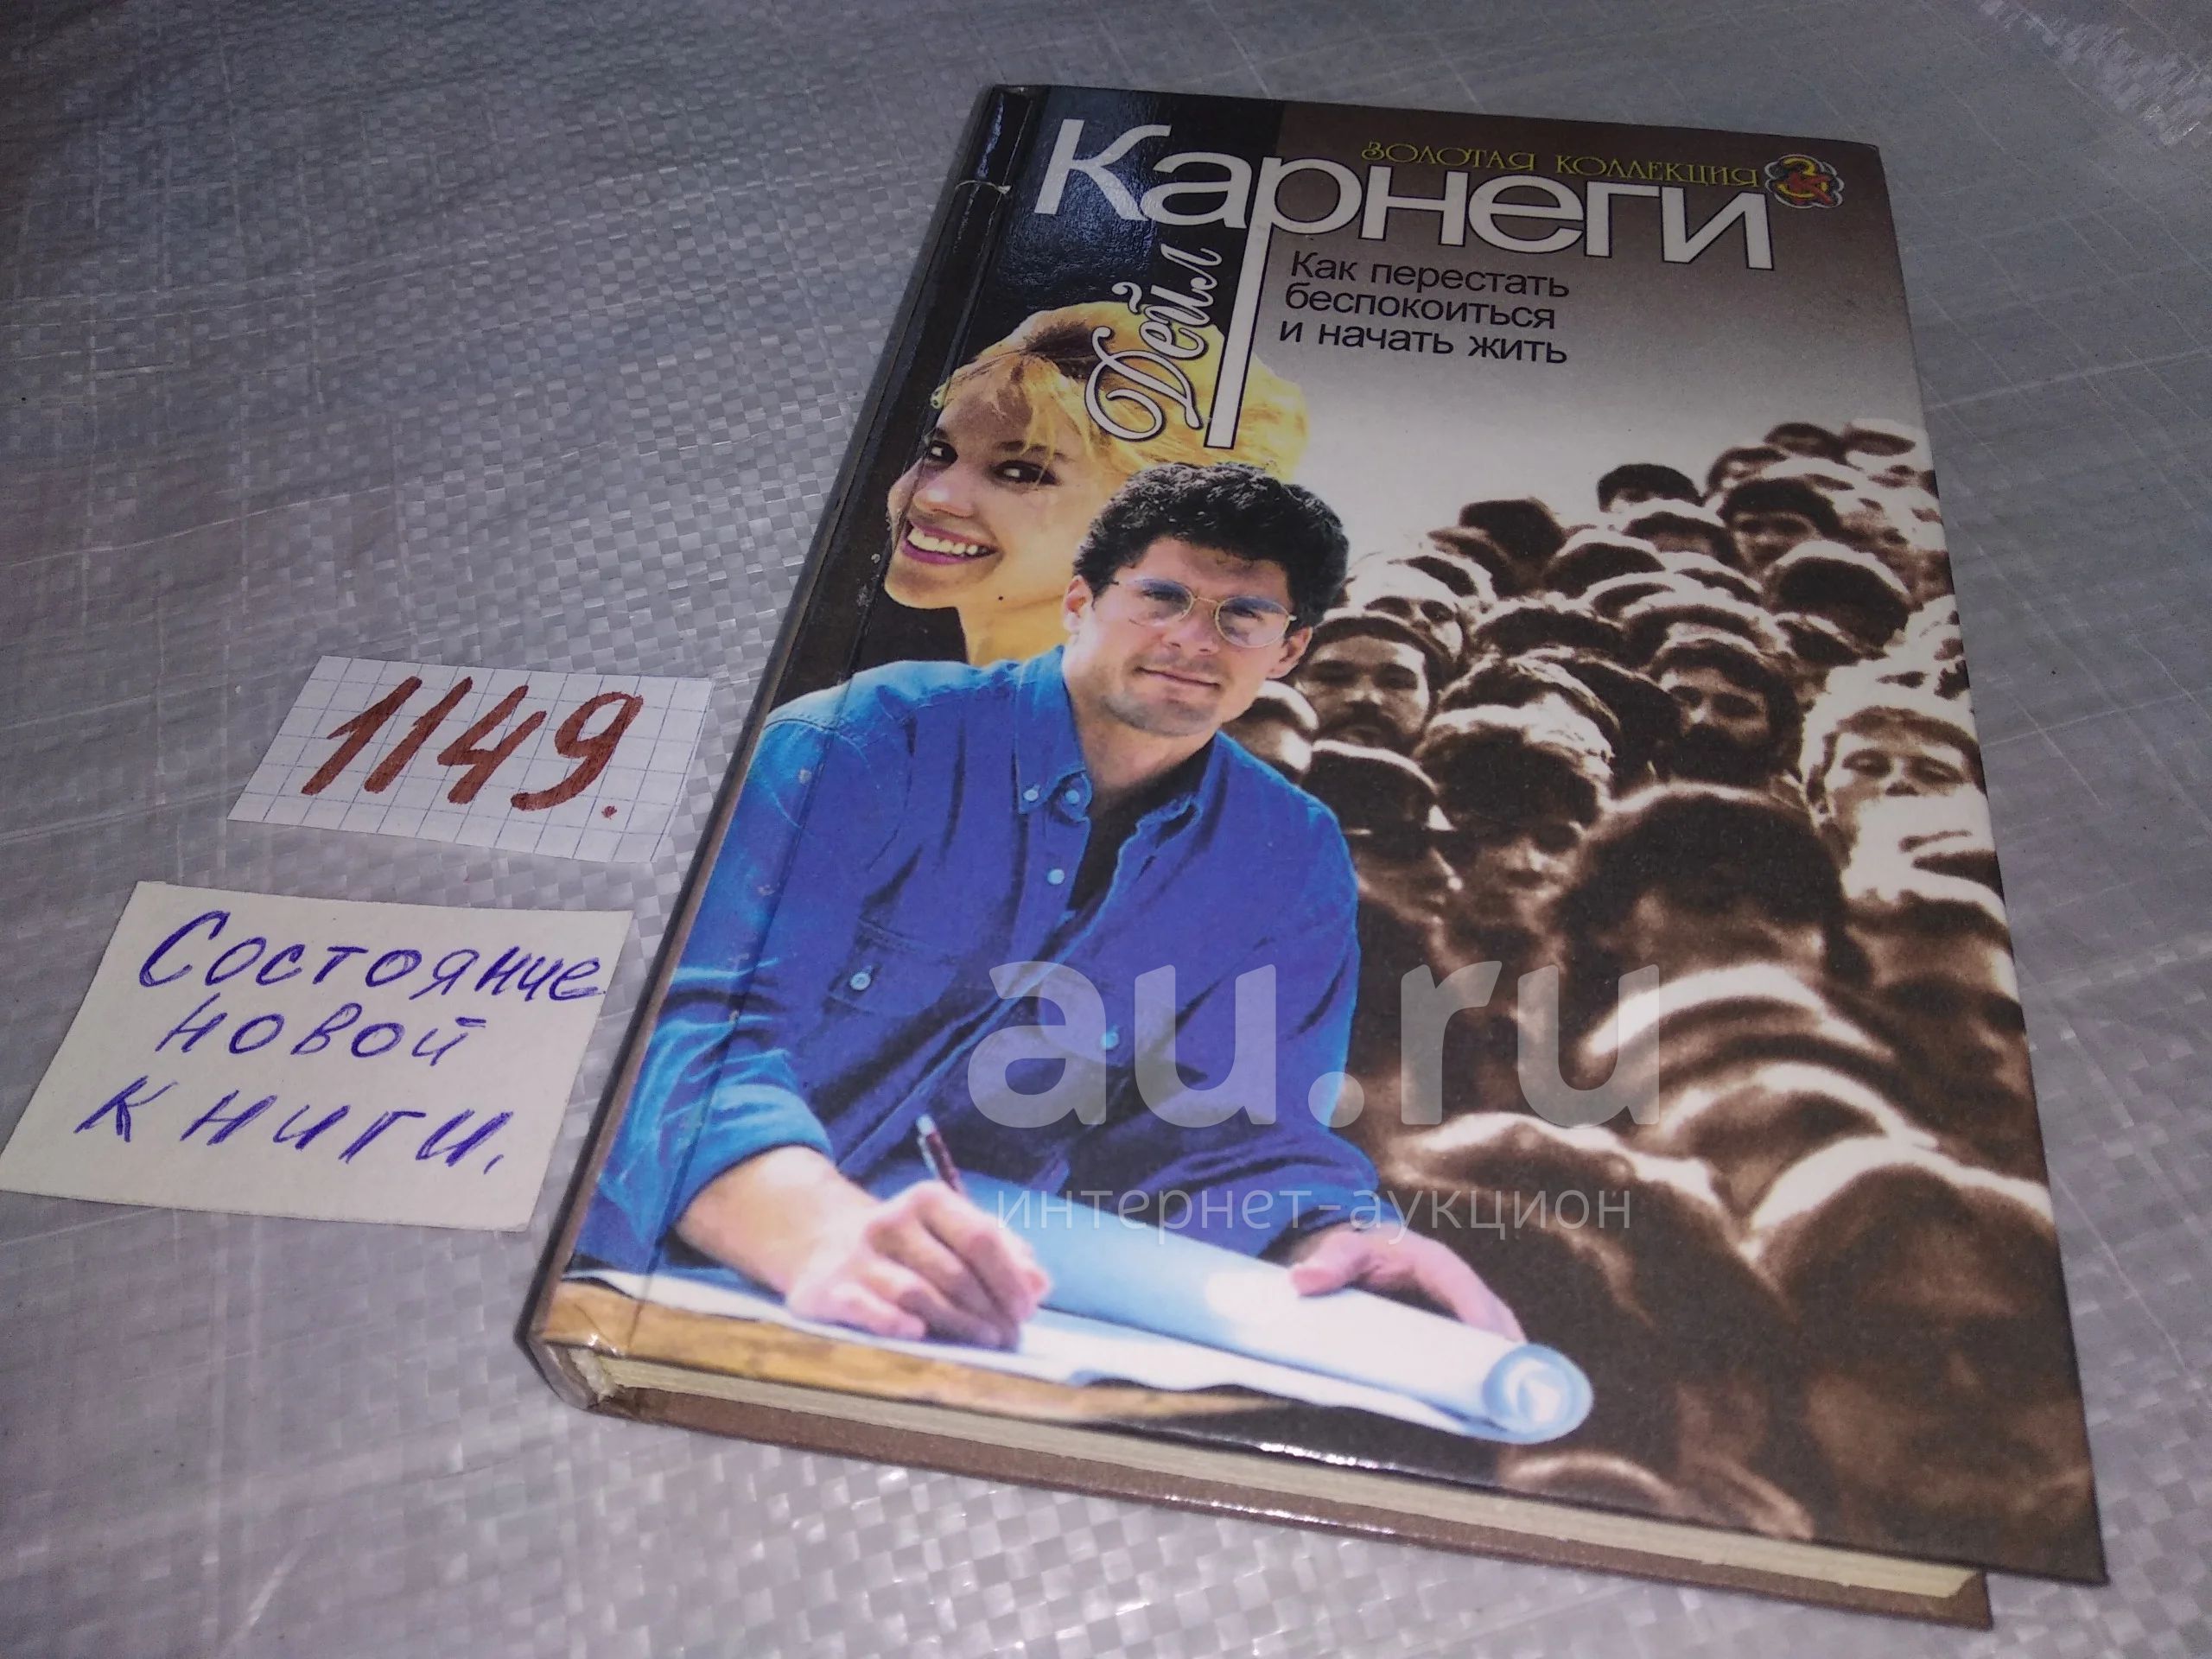 ЗОЛОТАЯ КОЛЛЕКЦИЯ
Карнеги
Дейл
Как перестать
беспокоиться
и начать жить
1149.
Состояние
новой
книги.
au.ru
интернет-аукцион